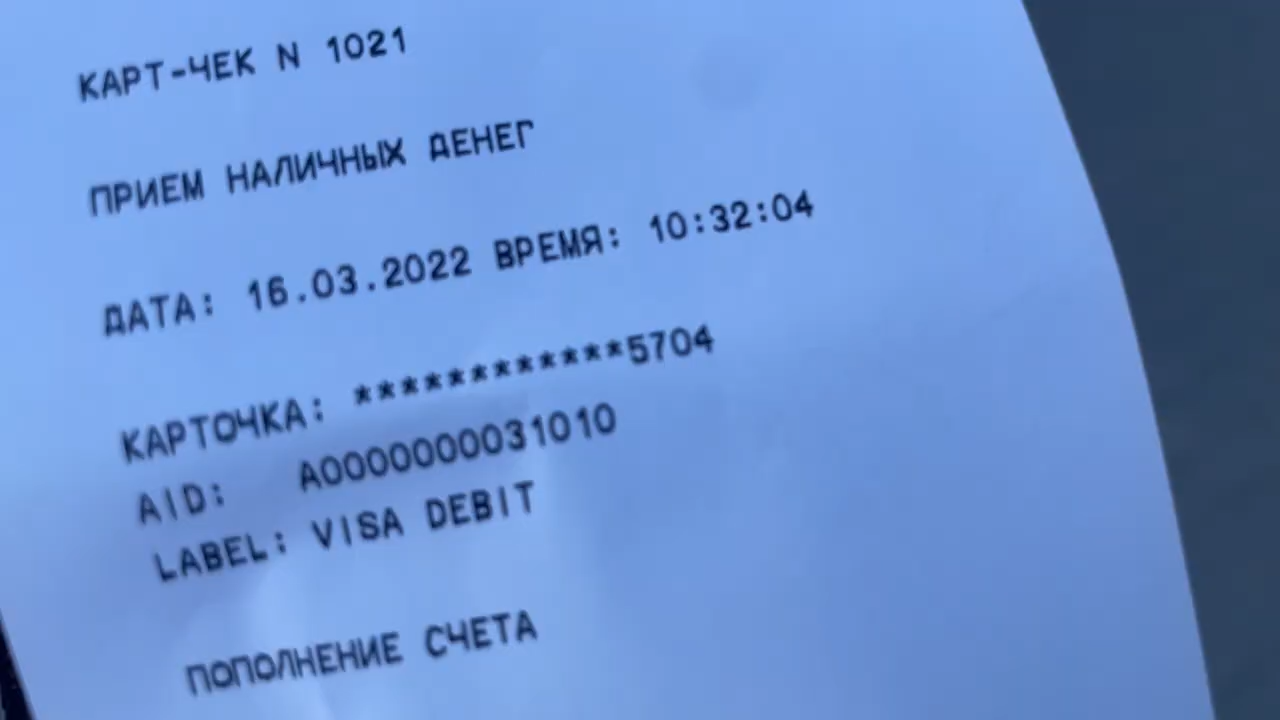 КАРТ-ЧЕК N 1021
ПРИЕМ НАЛИЧНЫХ ДЕНЕГ
ДАТА: 16.03.2022 ВРЕМЯ: 10:32:04
КАРТОЧКА: ************5704
AID: A0000000031010
LABEL: VISA DEBIT
ПОПОЛНЕНИЕ СЧЕТА